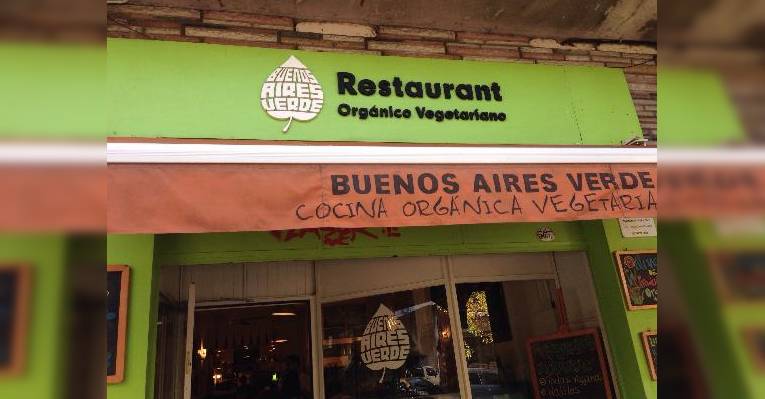 BUENOS
AIRES
VERDE
Restaurant
Orgánico Vegetariano
BUENOS AIRES VERDE
COCINA ORGÁNICA VEGETARIA
BUENOS
AIRES
VERDE